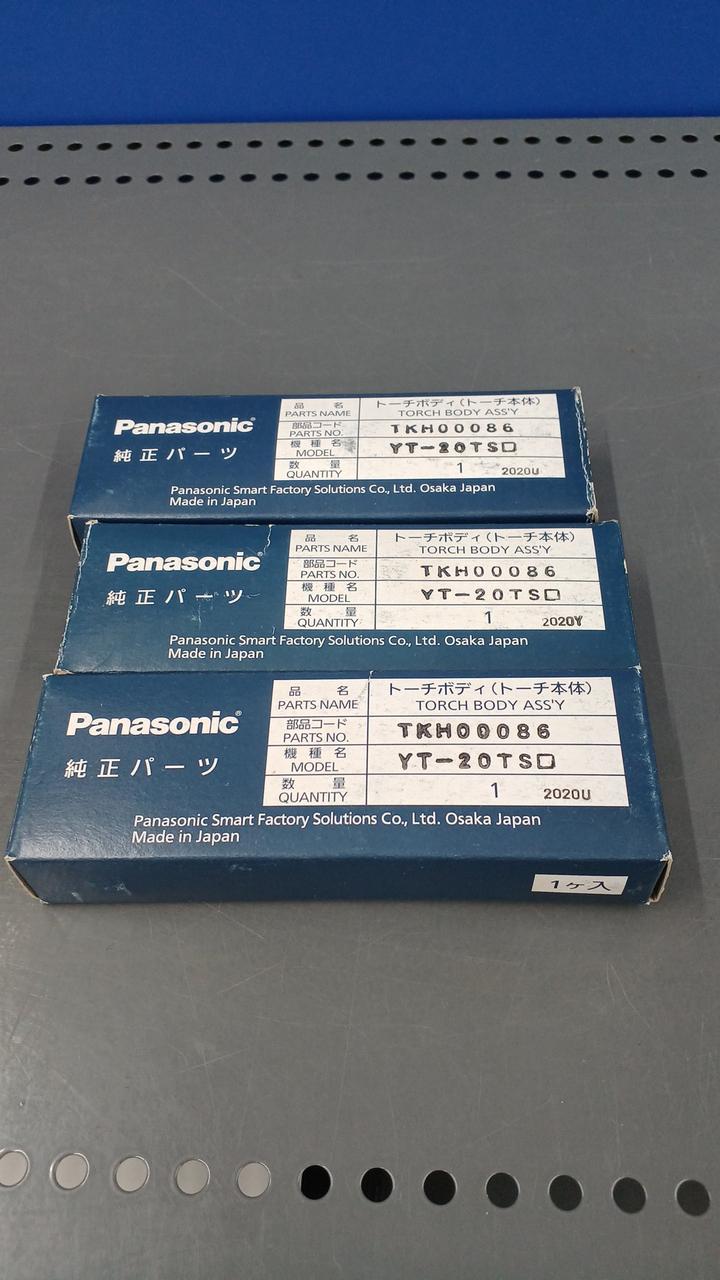 Panasonic®
純正パーツ
品名 トーチボディ(トーチ本体)
PARTS NAME TORCH BODY ASS'Y
部品コード
PARTS NO. TKH00086
機種名
MODEL YT-20TS□
数量
QUANTITY 1 2020U
Panasonic Smart Factory Solutions Co., Ltd. Osaka Japan
Made in Japan
Panasonic®
純正パーツ
品名 トーチボディ(トーチ本体)
PARTS NAME TORCH BODY ASS'Y
部品コード
PARTS NO. TKH00086
機種名
MODEL YT-20TS□
数量
QUANTITY 1 2020Y
Panasonic Smart Factory Solutions Co., Ltd. Osaka Japan
Made in Japan
Panasonic®
純正パーツ
品名 トーチボディ(トーチ本体)
PARTS NAME TORCH BODY ASS'Y
部品コード
PARTS NO. TKH00086
機種名
MODEL YT-20TS□
数量
QUANTITY 1 2020U
Panasonic Smart Factory Solutions Co., Ltd. Osaka Japan
Made in Japan
1ヶ入